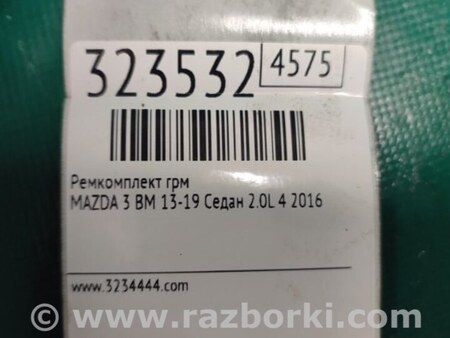 323532 4575
Ремкомплект грм
MAZDA 3 BM 13-19 Седан 2.0L 4 2016
www.3234444.com
www.razborki.com